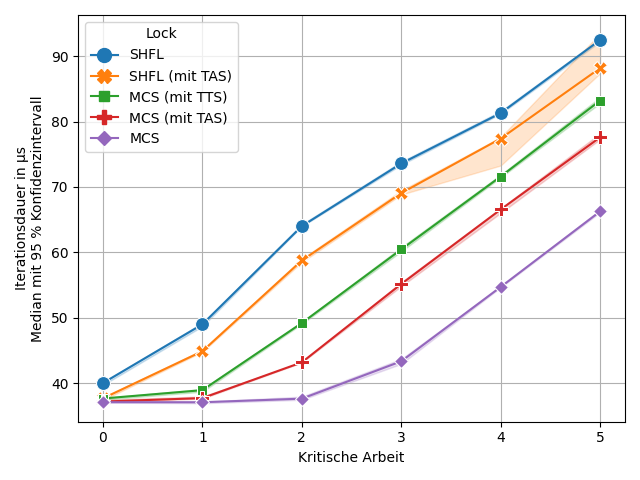 Lock
SHFL
SHFL (mit TAS)
MCS (mit TTS)
MCS (mit TAS)
MCS
Iterationsdauer in µs
Median mit 95 % Konfidenzintervall
90
80
70
60
50
40
0 1 2 3 4 5
Kritische Arbeit